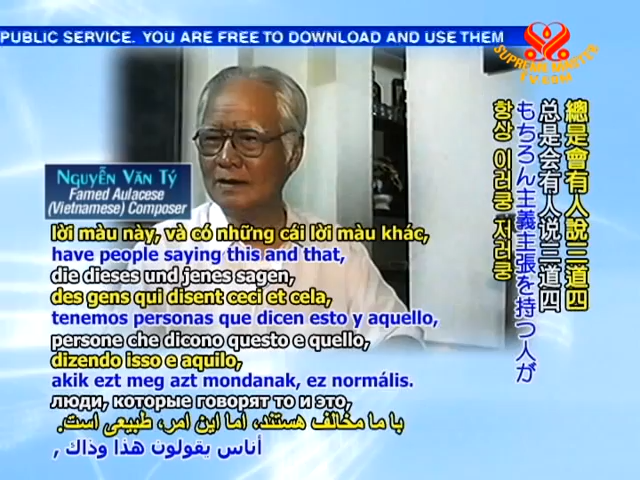 PUBLIC SERVICE. YOU ARE FREE TO DOWNLOAD AND USE THEM
SUPREME MASTER
TV.COM
NGUYỄN VĂN TÝ
Famed Aulacese
(Vietnamese) Composer
lời màu này, và có những cái lời màu khác,
have people saying this and that,
die dieses und jenes sagen,
des gens qui disent ceci et cela,
tenemos personas que dicen esto y aquello,
persone che dicono questo e quello,
dizendo isso e aquilo,
akik ezt meg azt mondanak, ez normális.
люди, которые говорят то и это,
با ما مخالف هستند، اما این امر، طبیعی است.
أناس يقولون هذا وذاك ,
總是會有人說三道四
总是会有人说三道四
もちろん主義主張を持つ人が
항상 이러쿵 저러쿵